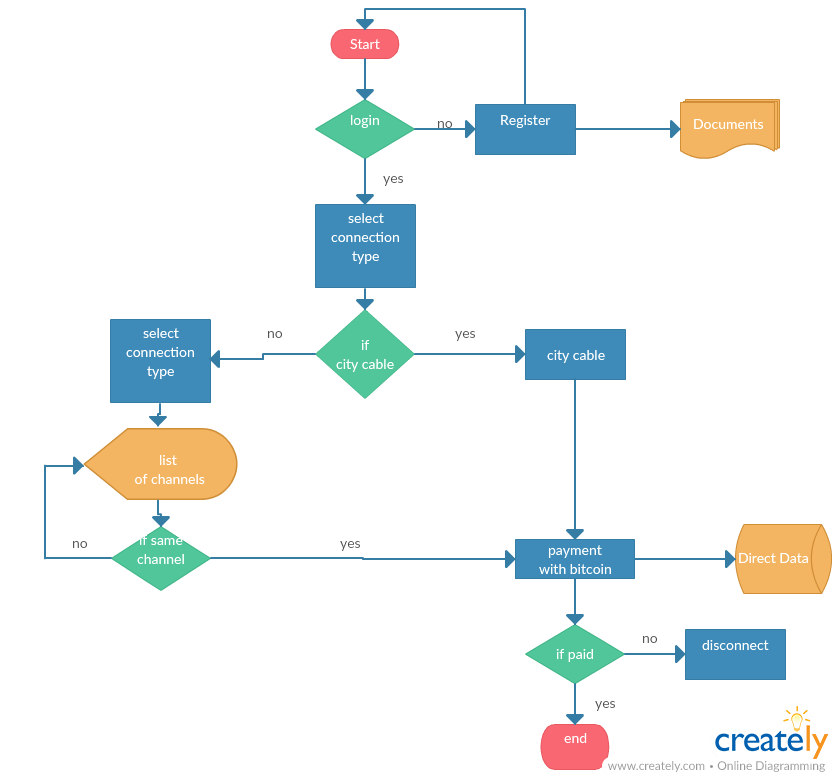 Start
login
no
Register
Documents
yes
select
connection
type
if
city cable
no
yes
select
connection
type
city cable
list
of channels
if same
channel
no
yes
payment
with bitcoin
Direct Data
if paid
no
disconnect
yes
end
creately
www.creately.com • Online Diagramming